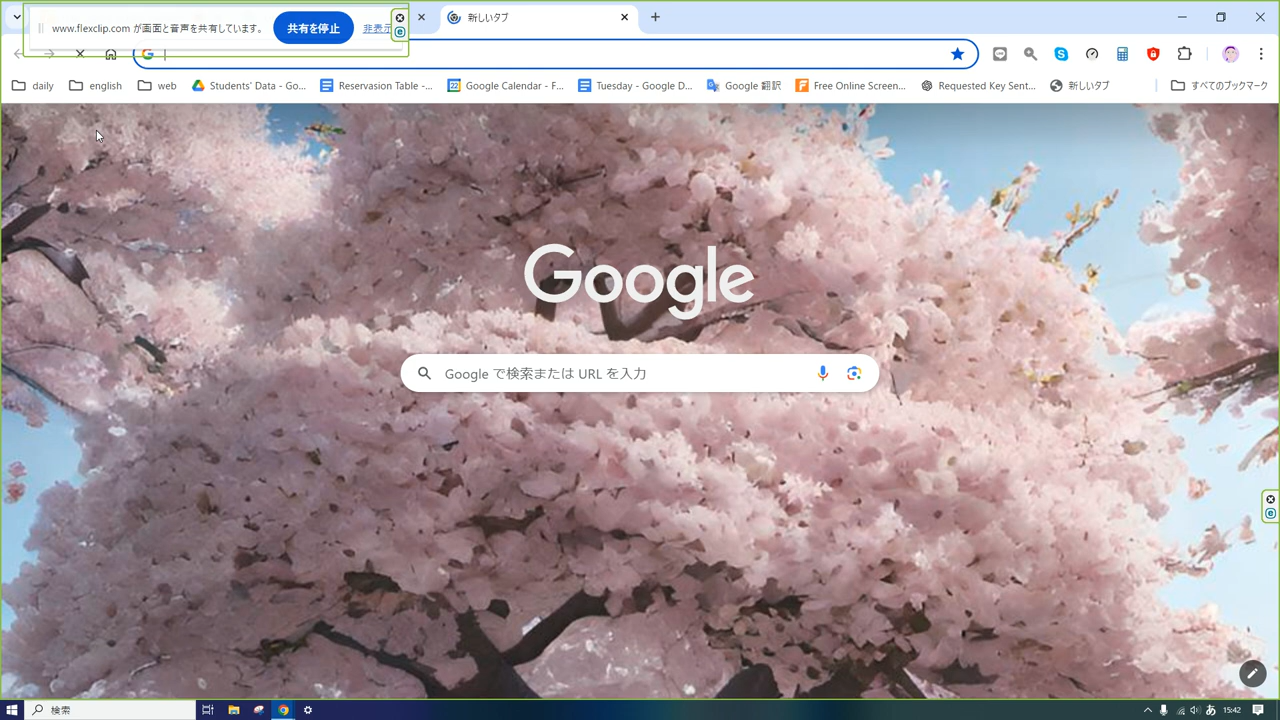 www.flexclip.com が画面と音声を共有しています。 共有を停止 非表示
新しいタブ
daily english web Students' Data - Go... Reservasion Table -... Google Calendar - F... Tuesday - Google D... Google 翻訳 Free Online Screen... Requested Key Sent... 新しいタブ すべてのブックマーク
Google
Google で検索または URL を入力
検索 あ 15:42